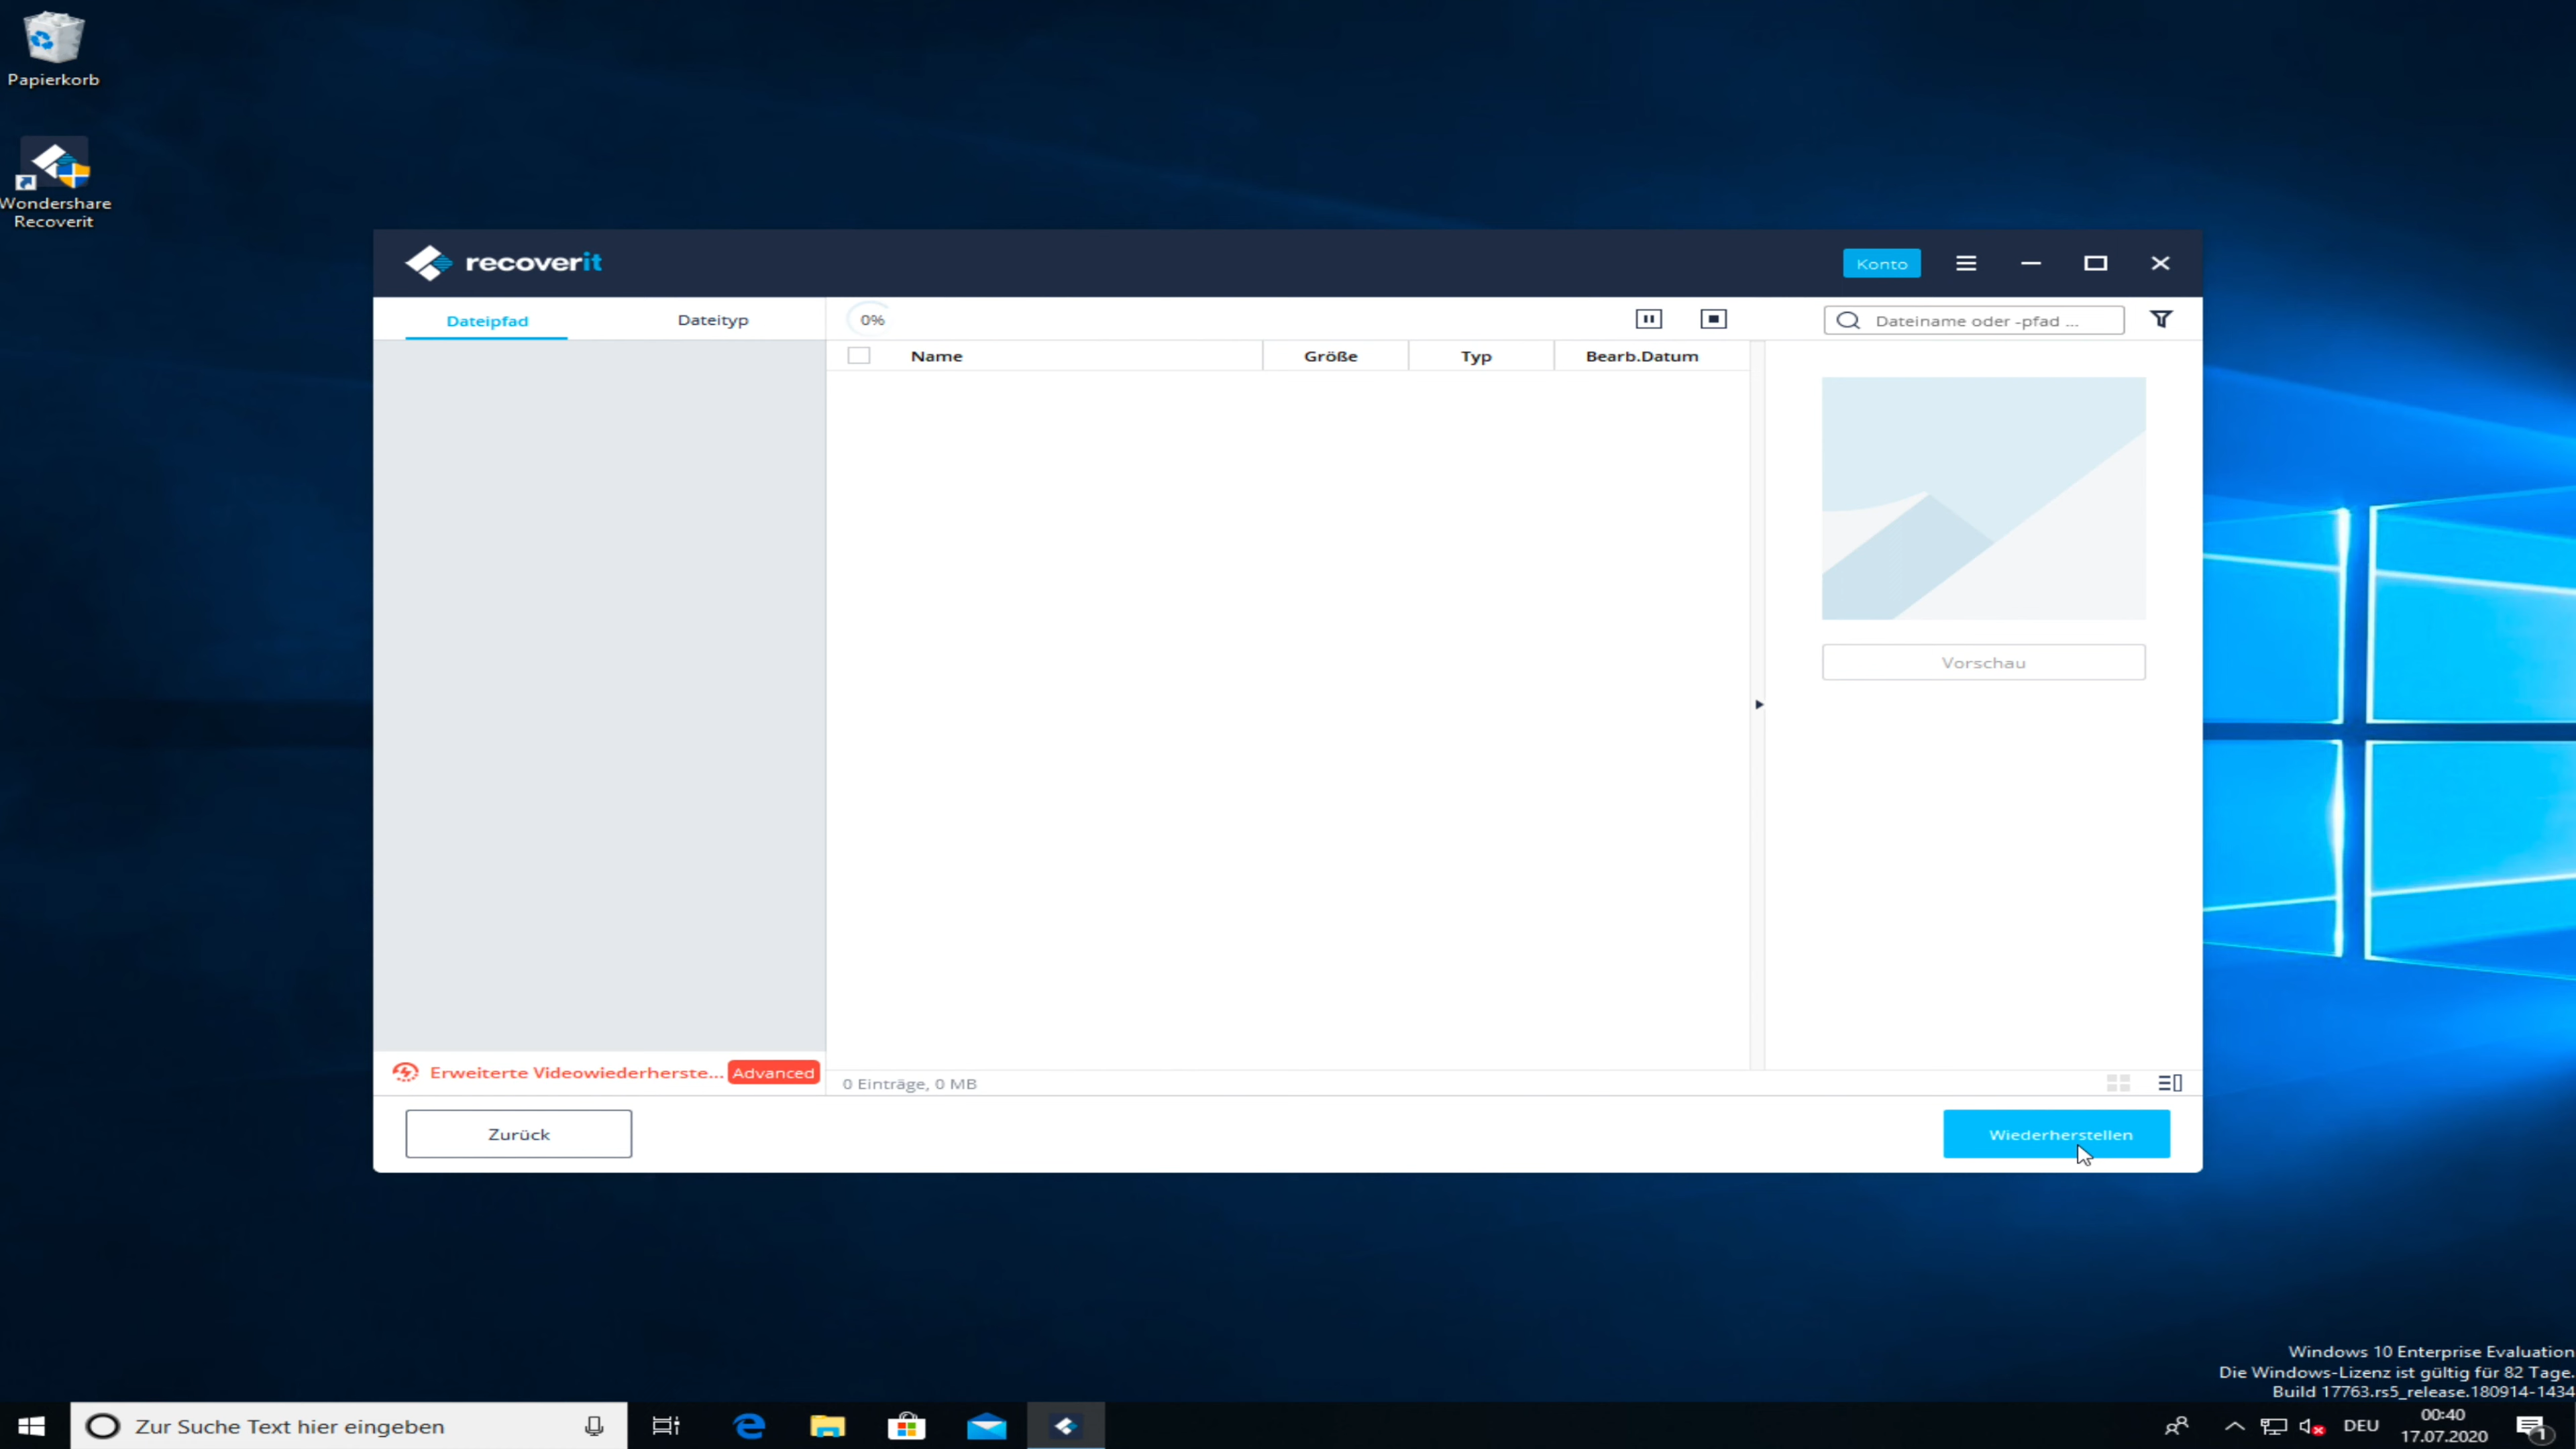 Papierkorb
Wondershare
Recoverit
recoverit
Konto
Dateipfad
Dateityp
0%
Dateiname oder -pfad ...
Name
Größe
Typ
Bearb.Datum
Vorschau
Erweiterte Videowiederherste...
Advanced
0 Einträge, 0 MB
Zurück
Wiederherstellen
Windows 10 Enterprise Evaluation
Die Windows-Lizenz ist gültig für 82 Tage.
Build 17763.rs5_release.180914-1434
Zur Suche Text hier eingeben
DEU
00:40
17.07.2020
1